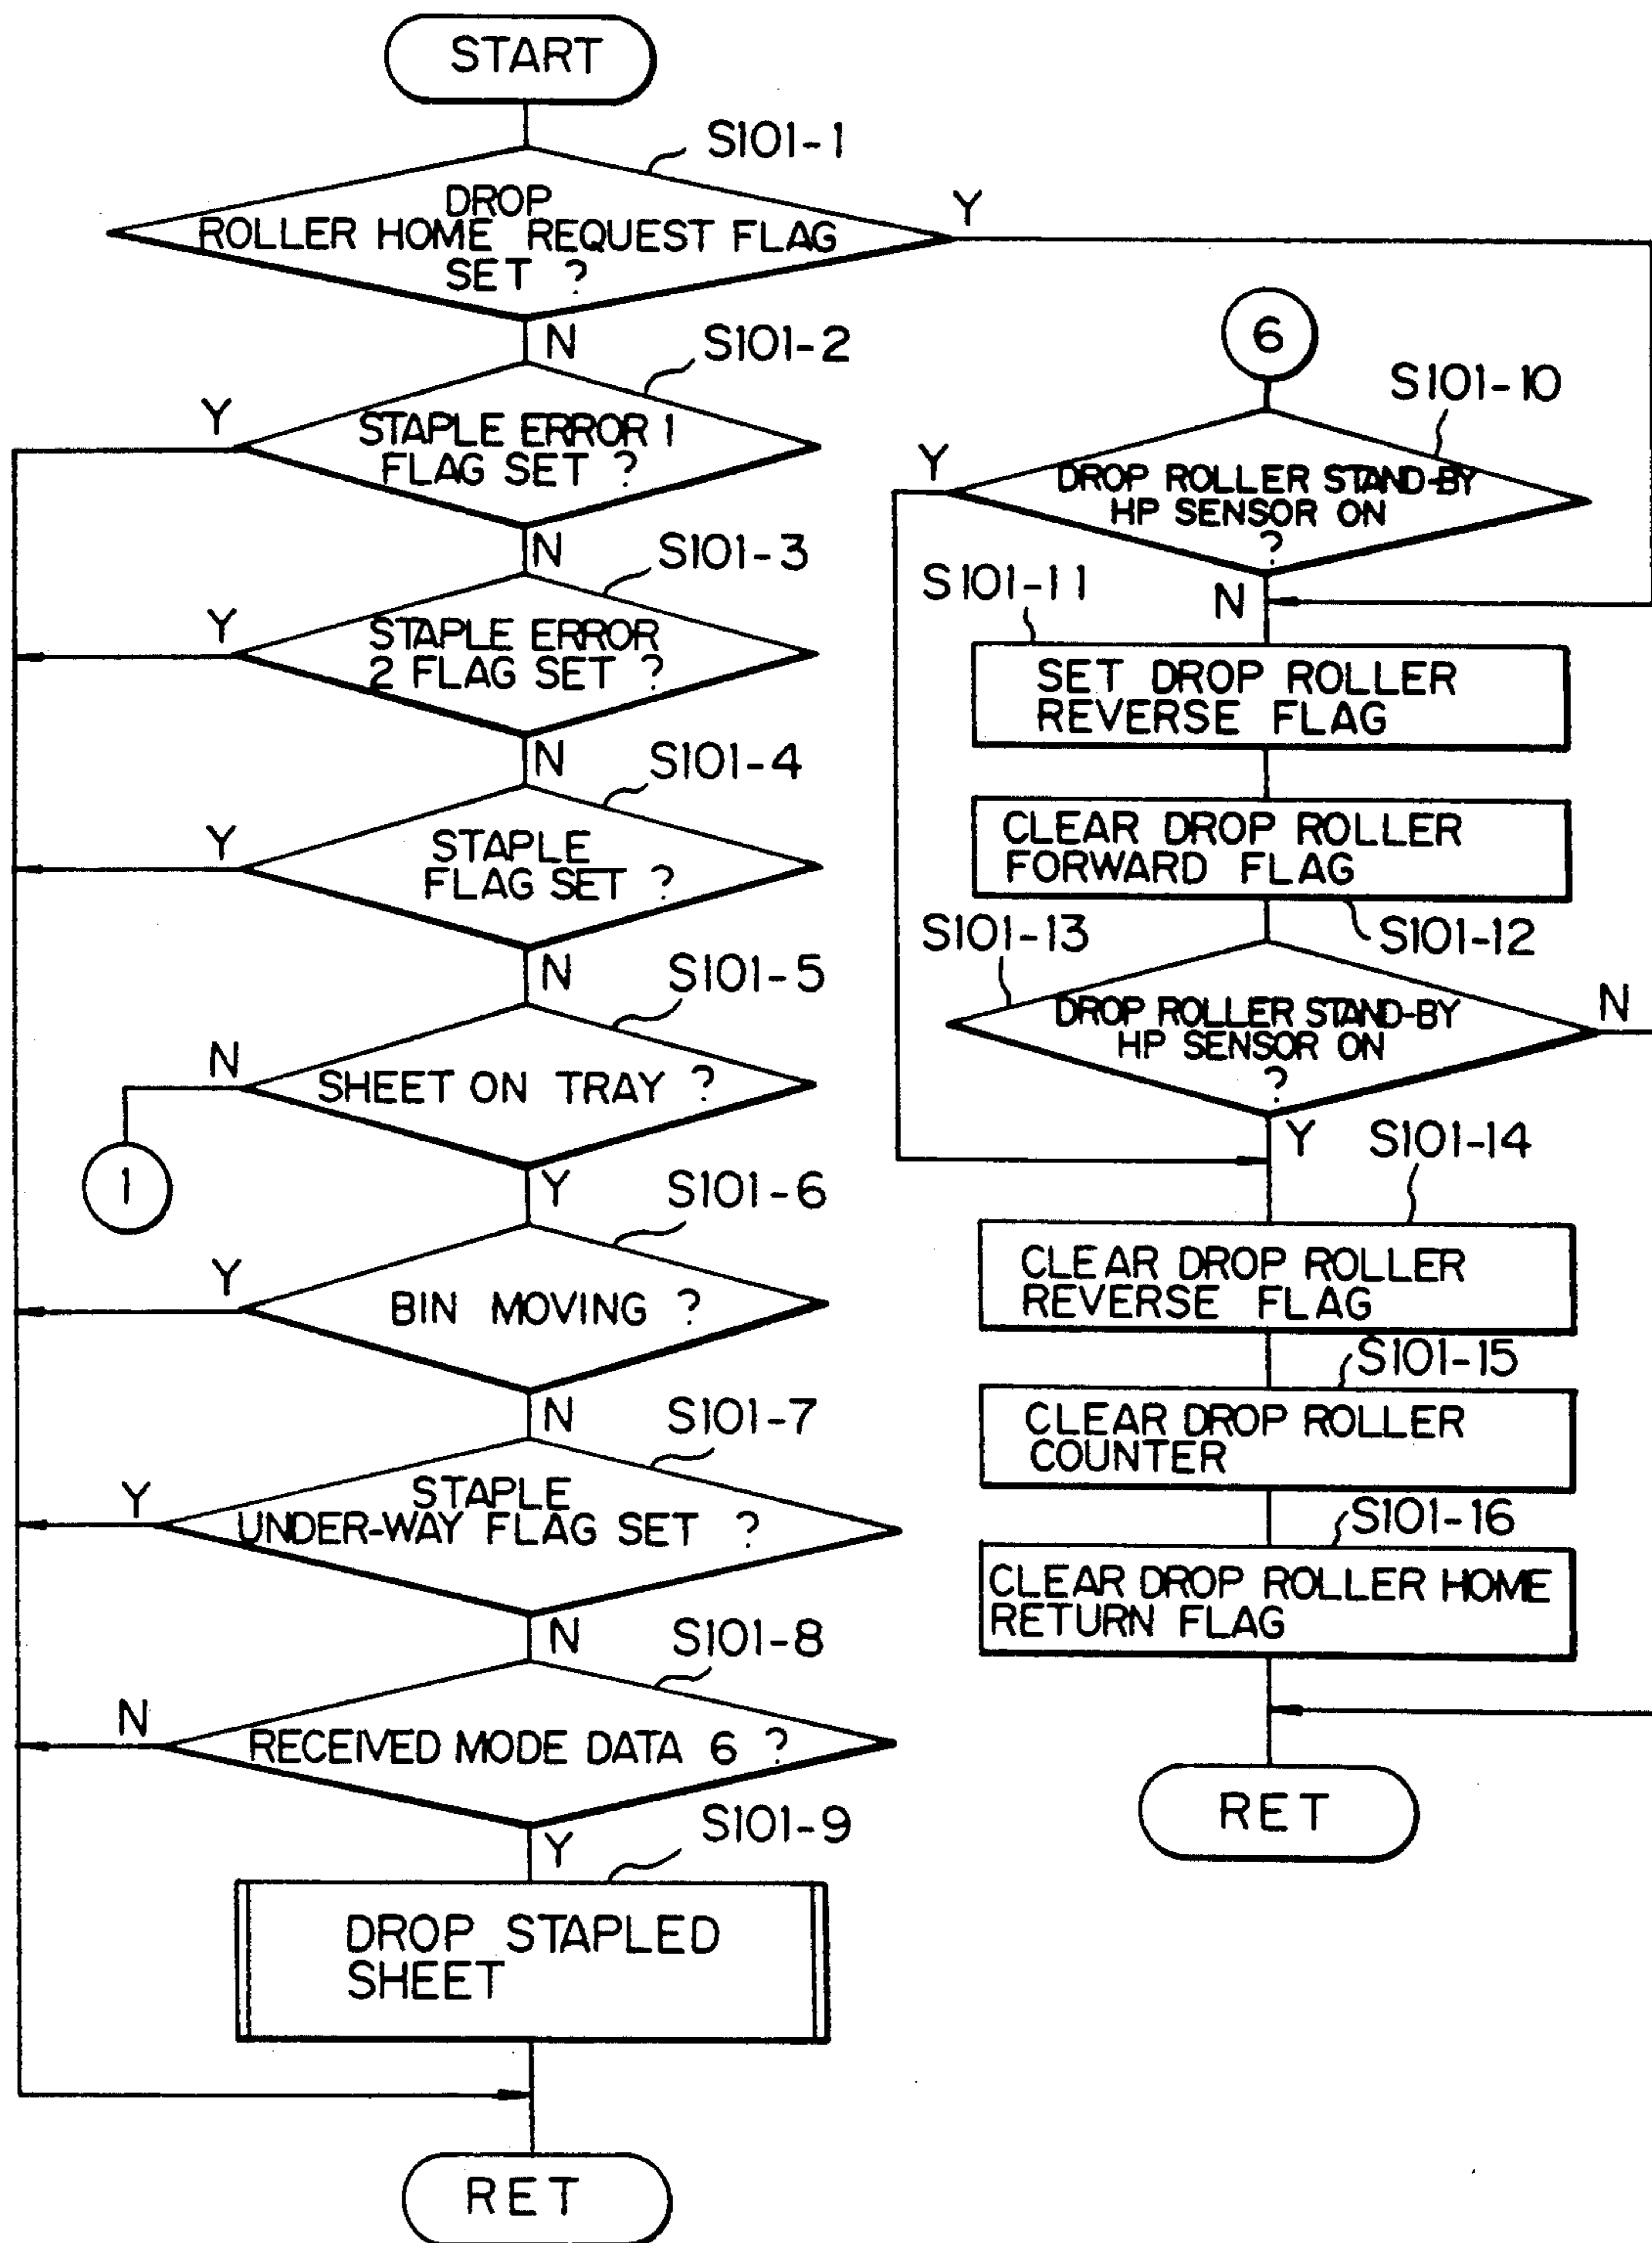 START
S101-1
DROP
ROLLER HOME REQUEST FLAG
SET ?
Y
N
S101-2
STAPLE ERROR 1
FLAG SET ?
Y
N
S101-3
STAPLE ERROR
2 FLAG SET ?
Y
N
S101-4
STAPLE
FLAG SET ?
Y
N
S101-5
SHEET ON TRAY ?
N
1
Y
S101-6
BIN MOVING ?
Y
N
S101-7
STAPLE
UNDER-WAY FLAG SET ?
Y
N
S101-8
RECEIVED MODE DATA 6 ?
N
Y
S101-9
DROP STAPLED
SHEET
RET
6
S101-10
DROP ROLLER STAND-BY
HP SENSOR ON
?
Y
N
S101-11
SET DROP ROLLER
REVERSE FLAG
CLEAR DROP ROLLER
FORWARD FLAG
S101-12
S101-13
DROP ROLLER STAND-BY
HP SENSOR ON
?
N
Y
S101-14
CLEAR DROP ROLLER
REVERSE FLAG
S101-15
CLEAR DROP ROLLER
COUNTER
S101-16
CLEAR DROP ROLLER HOME
RETURN FLAG
RET